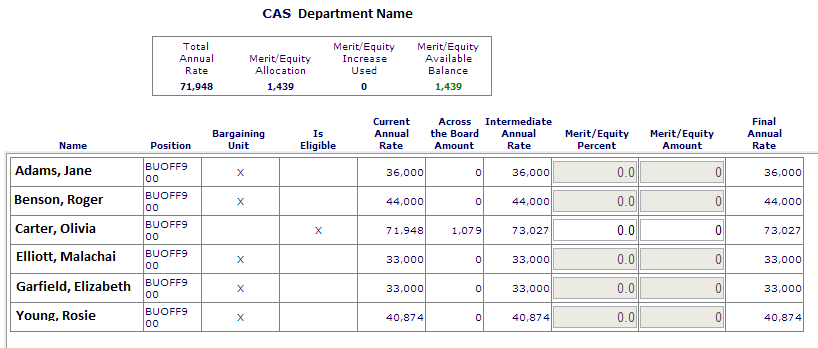 CAS Department Name
Total Annual Rate Merit/Equity Allocation Merit/Equity Increase Used Merit/Equity Available Balance
71,948 1,439 0 1,439
Name Position Bargaining Unit Is Eligible Current Annual Rate Across the Board Amount Intermediate Annual Rate Merit/Equity Percent Merit/Equity Amount Final Annual Rate
Adams, Jane BUOFF900 X 36,000 0 36,000 0.0 0 36,000
Benson, Roger BUOFF900 X 44,000 0 44,000 0.0 0 44,000
Carter, Olivia BUOFF900 X 71,948 1,079 73,027 0.0 0 73,027
Elliott, Malachai BUOFF900 X 33,000 0 33,000 0.0 0 33,000
Garfield, Elizabeth BUOFF900 X 33,000 0 33,000 0.0 0 33,000
Young, Rosie BUOFF900 X 40,874 0 40,874 0.0 0 40,874